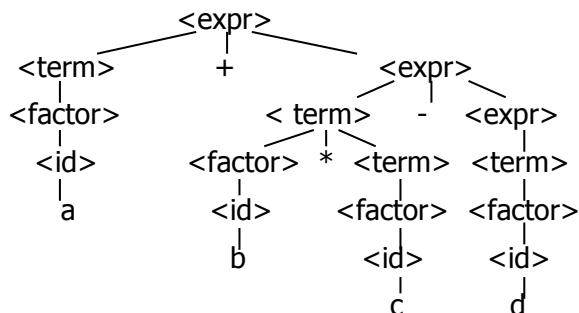 <expr>
<term> + <expr>
<factor> < term> - <expr>
<id> <factor> * <term> <term>
a <id> <factor> <factor>
b <id> <id>
c d